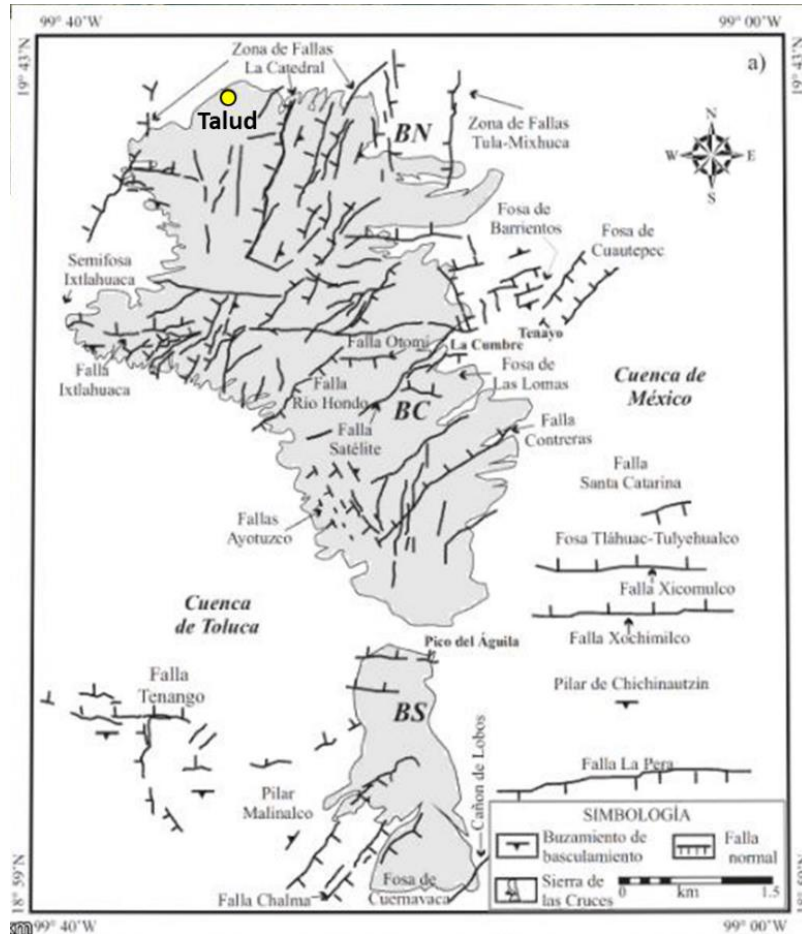 99° 40'W
99° 00'W
19° 43'N
19° 43'N
a)
Zona de Fallas
La Catedral
Talud
BN
Zona de Fallas
Tula-Mixhuca
N
W
E
S
Fosa de
Barrientos
Fosa de
Cuautepec
Semifosa
Ixtlahuaca
Falla
Ixtlahuaca
Falla Otomí
La Cumbre
Tenayo
Falla
Río Hondo
BC
Fosa de
Las Lomas
Cuenca de
México
Falla
Satélite
Falla
Contreras
Falla
Santa Catarina
Fallas
Ayotuzco
Fosa Tláhuac-Tulyehualco
Falla Xicomulco
Falla Xochimilco
Cuenca
de Toluca
Pico del Águila
Falla
Tenango
BS
Pilar de Chichinautzin
Cañon de Lobos
Falla La Pera
Pilar
Malinalco
Falla Chalma
Fosa de
Cuernavaca
SIMBOLOGÍA
Buzamiento de
basculamiento
Falla
normal
Sierra de
las Cruces
0
km
1.5
18° 59'N
18° 59'N
99° 40'W
99° 00'W